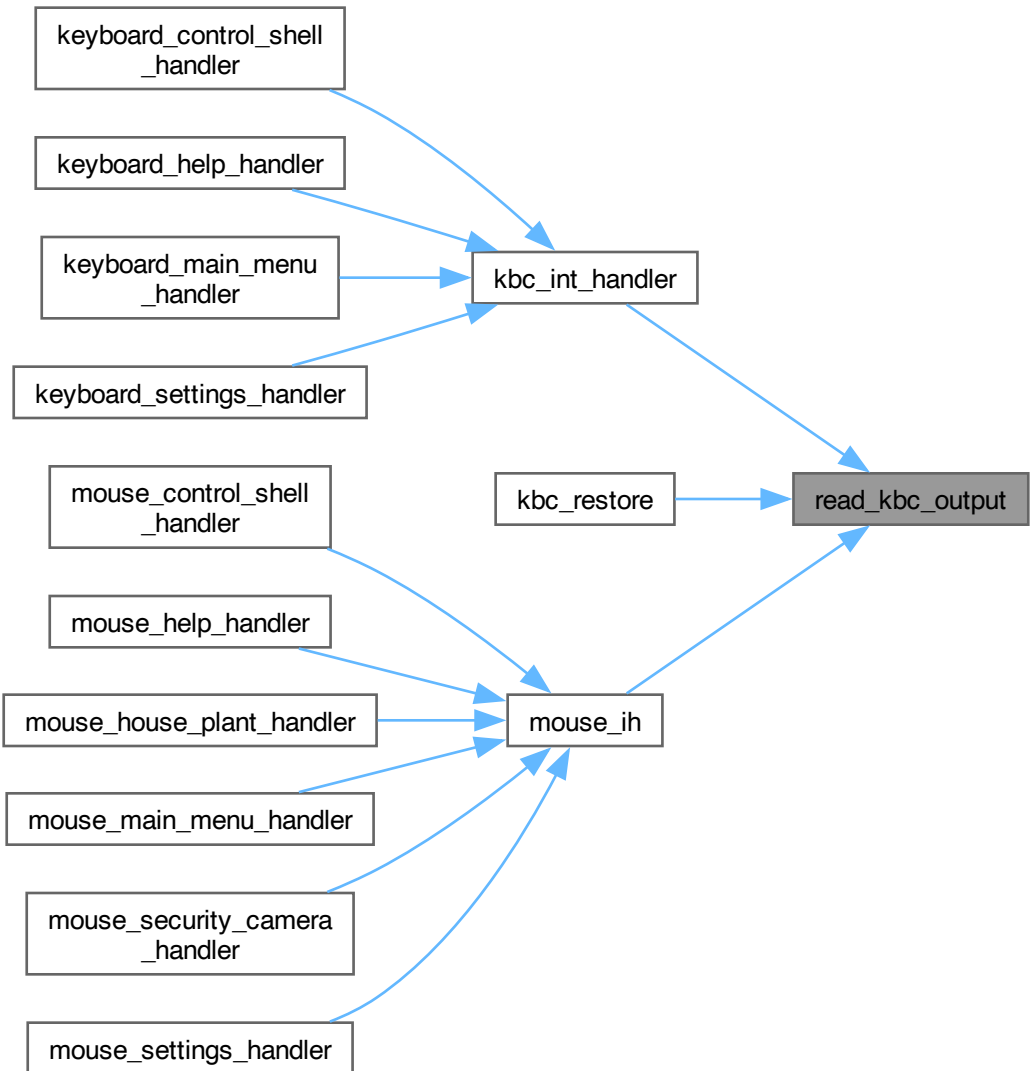 keyboard_control_shell
_handler
keyboard_help_handler
keyboard_main_menu
_handler
kbc_int_handler
keyboard_settings_handler
mouse_control_shell
_handler
kbc_restore
read_kbc_output
mouse_help_handler
mouse_house_plant_handler
mouse_ih
mouse_main_menu_handler
mouse_security_camera
_handler
mouse_settings_handler